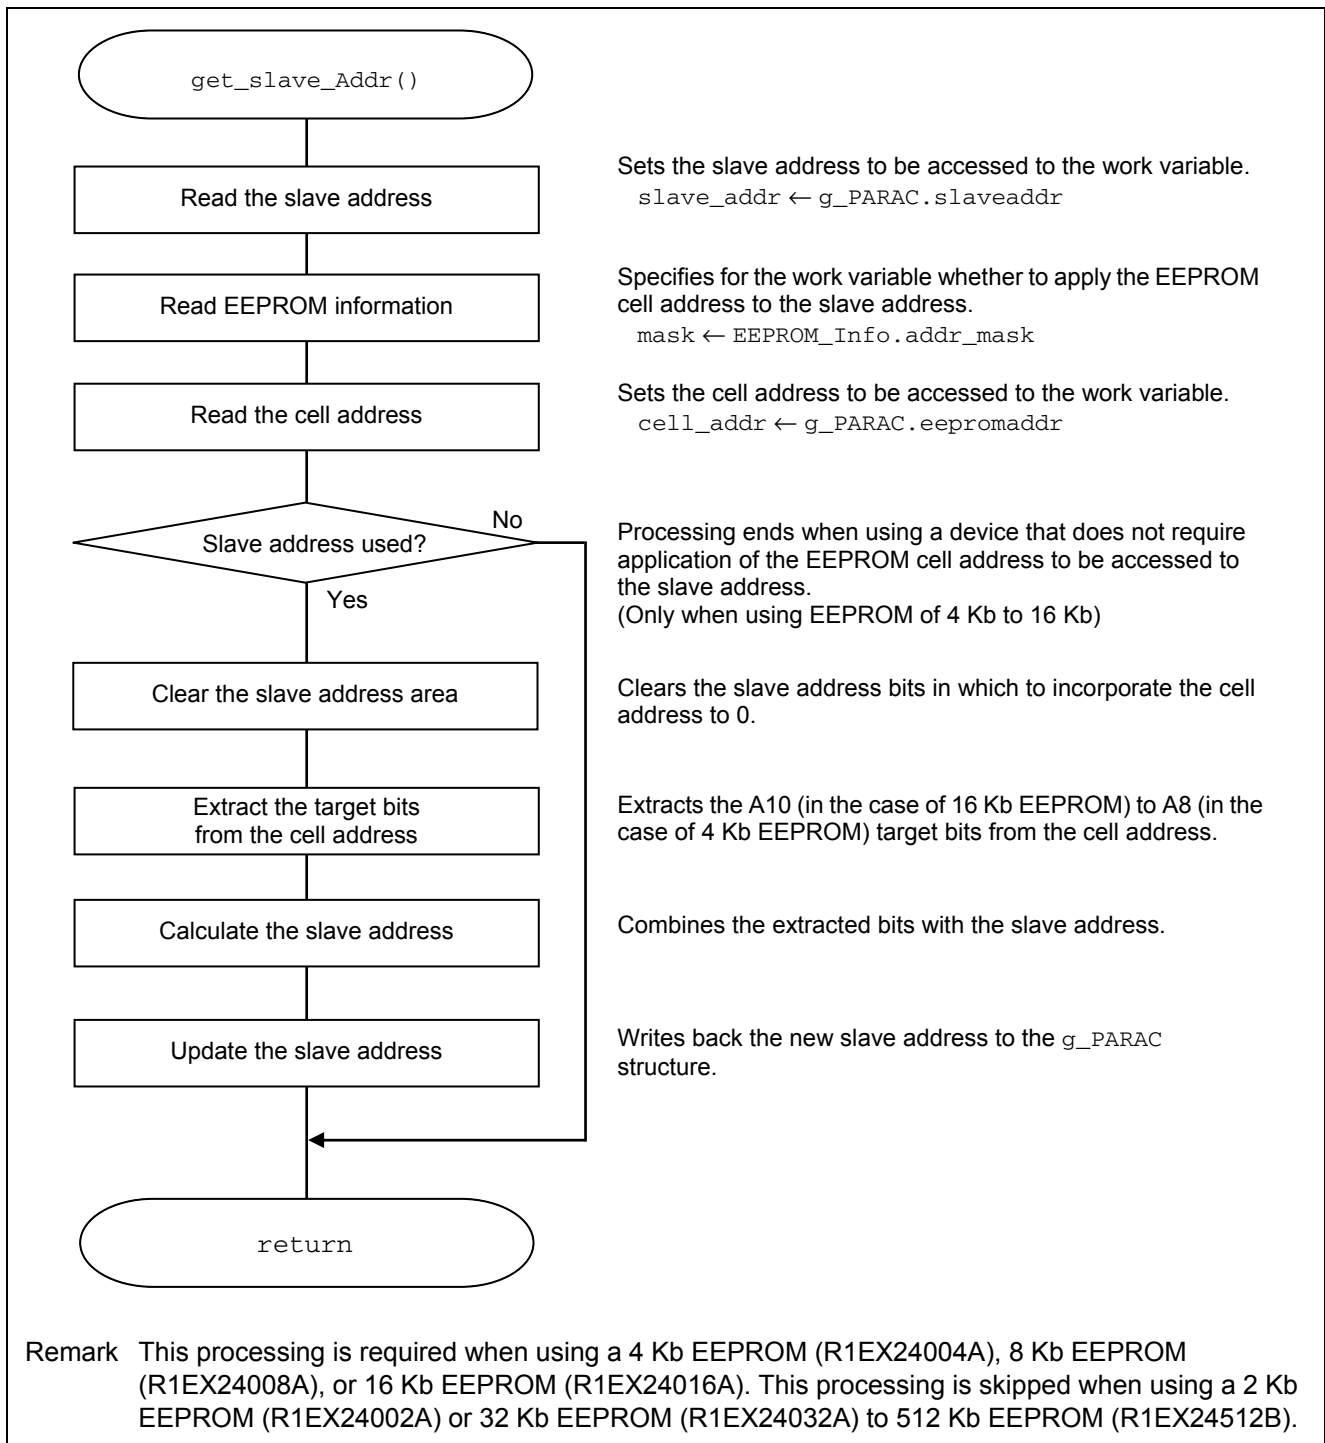 get_slave_Addr()
Read the slave address
Sets the slave address to be accessed to the work variable.
slave_addr ← g_PARAC.slaveaddr
Read EEPROM information
Specifies for the work variable whether to apply the EEPROM
cell address to the slave address.
mask ← EEPROM_Info.addr_mask
Read the cell address
Sets the cell address to be accessed to the work variable.
cell_addr ← g_PARAC.eepromaddr
Slave address used?
No
Yes
Processing ends when using a device that does not require
application of the EEPROM cell address to be accessed to
the slave address.
(Only when using EEPROM of 4 Kb to 16 Kb)
Clear the slave address area
Clears the slave address bits in which to incorporate the cell
address to 0.
Extract the target bits
from the cell address
Extracts the A10 (in the case of 16 Kb EEPROM) to A8 (in the
case of 4 Kb EEPROM) target bits from the cell address.
Calculate the slave address
Combines the extracted bits with the slave address.
Update the slave address
Writes back the new slave address to the g_PARAC
structure.
return
Remark This processing is required when using a 4 Kb EEPROM (R1EX24004A), 8 Kb EEPROM
(R1EX24008A), or 16 Kb EEPROM (R1EX24016A). This processing is skipped when using a 2 Kb
EEPROM (R1EX24002A) or 32 Kb EEPROM (R1EX24032A) to 512 Kb EEPROM (R1EX24512B).